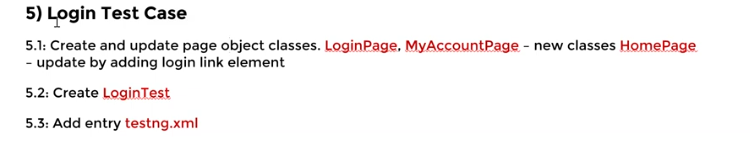 5) Login Test Case
5.1: Create and update page object classes. LoginPage, MyAccountPage – new classes HomePage
– update by adding login link element
5.2: Create LoginTest
5.3: Add entry testng.xml